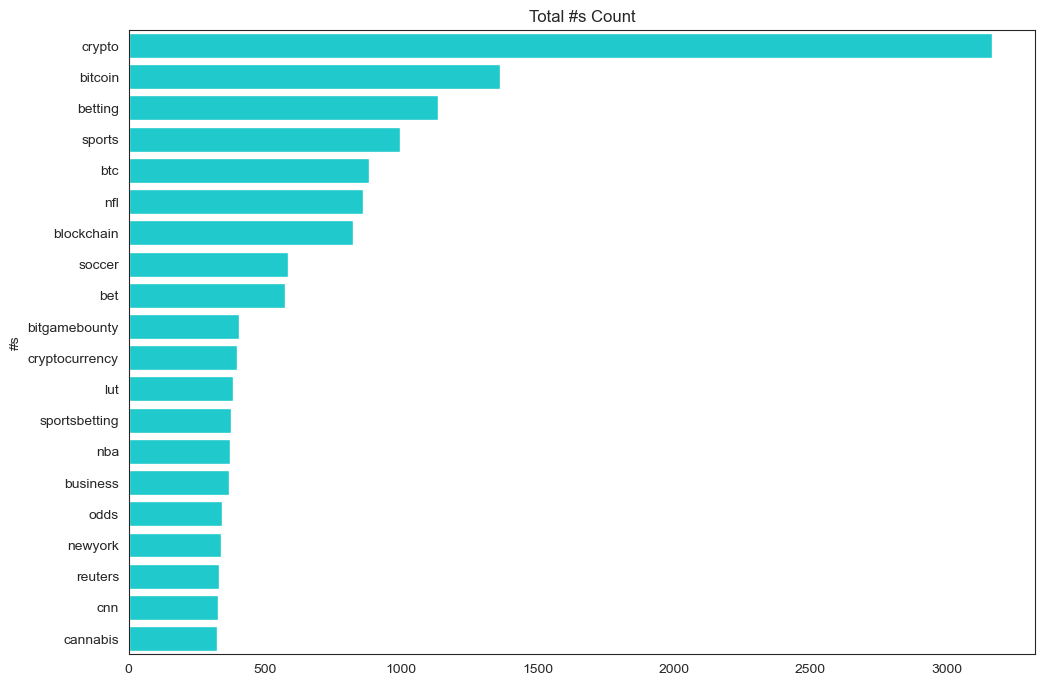 Total #s Count
crypto
bitcoin
betting
sports
btc
nfl
blockchain
soccer
bet
bitgamebounty
cryptocurrency
lut
sportsbetting
nba
business
odds
newyork
reuters
cnn
cannabis
#s
0 500 1000 1500 2000 2500 3000